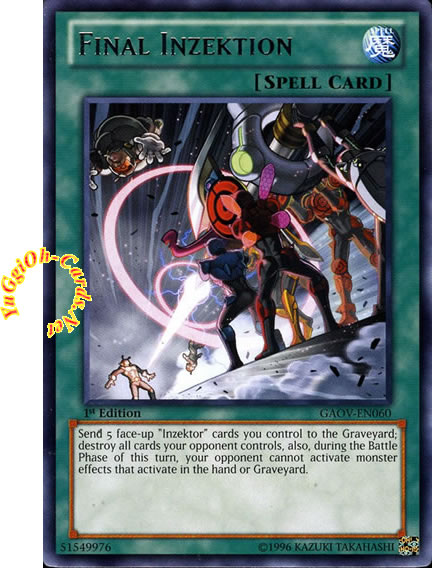 FINAL INZEKTION
魔
[SPELL CARD]
YuGgiOh-Cards.Net
1st Edition
GAOV-EN060
Send 5 face-up "Inzektor" cards you control to the Graveyard;
destroy all cards your opponent controls, also, during the Battle
Phase of this turn, your opponent cannot activate monster
effects that activate in the hand or Graveyard.
51549976
©1996 KAZUKI TAKAHASHI